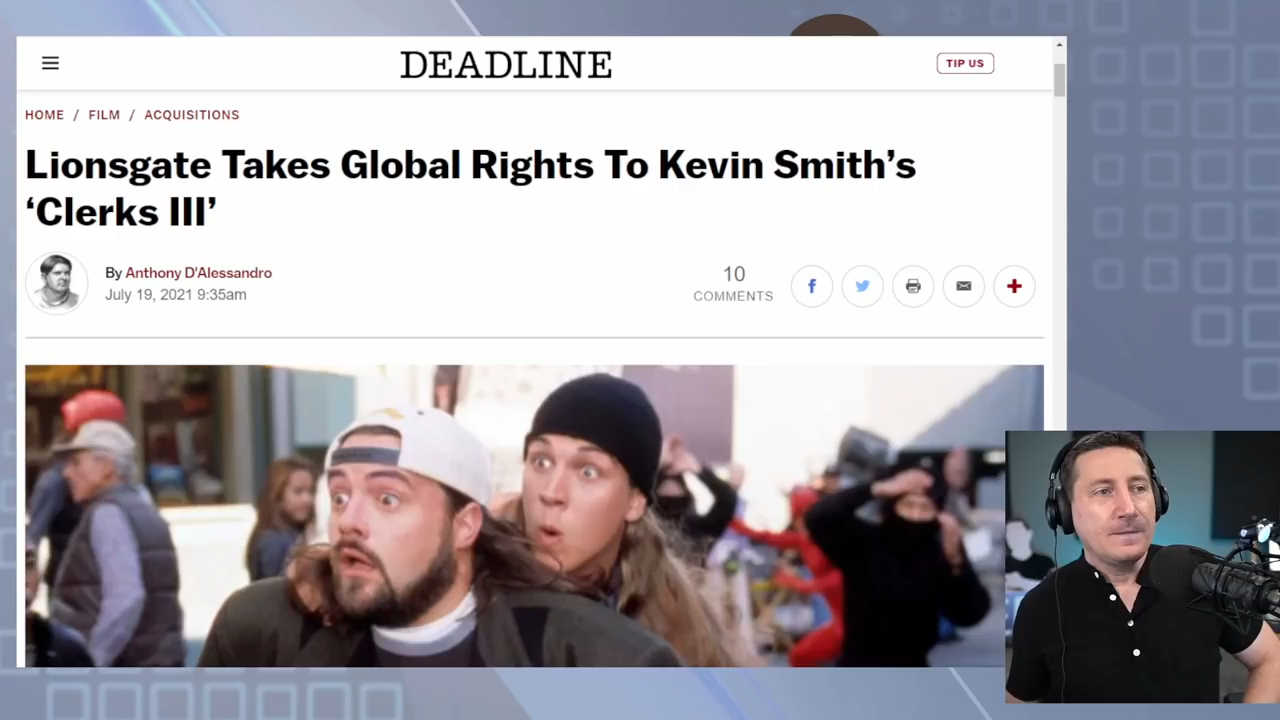 DEADLINE
TIP US
HOME / FILM / ACQUISITIONS
Lionsgate Takes Global Rights To Kevin Smith’s
‘Clerks III’
By Anthony D'Alessandro
July 19, 2021 9:35am
10
COMMENTS